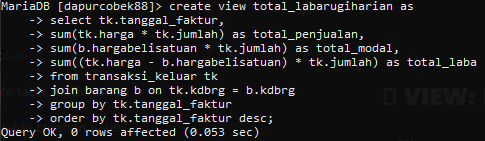 MariaDB [dapurcobek88]> create view total_labarugiharian as
    -> select tk.tanggal_faktur,
    -> sum(tk.harga * tk.jumlah) as total_penjualan,
    -> sum(b.hargabelisatuan * tk.jumlah) as total_modal,
    -> sum((tk.harga - b.hargabelisatuan) * tk.jumlah) as total_laba
    -> from transaksi_keluar tk
    -> join barang b on tk.kdbrg = b.kdbrg
    -> group by tk.tanggal_faktur
    -> order by tk.tanggal_faktur desc;
Query OK, 0 rows affected (0.053 sec)
VIEW: